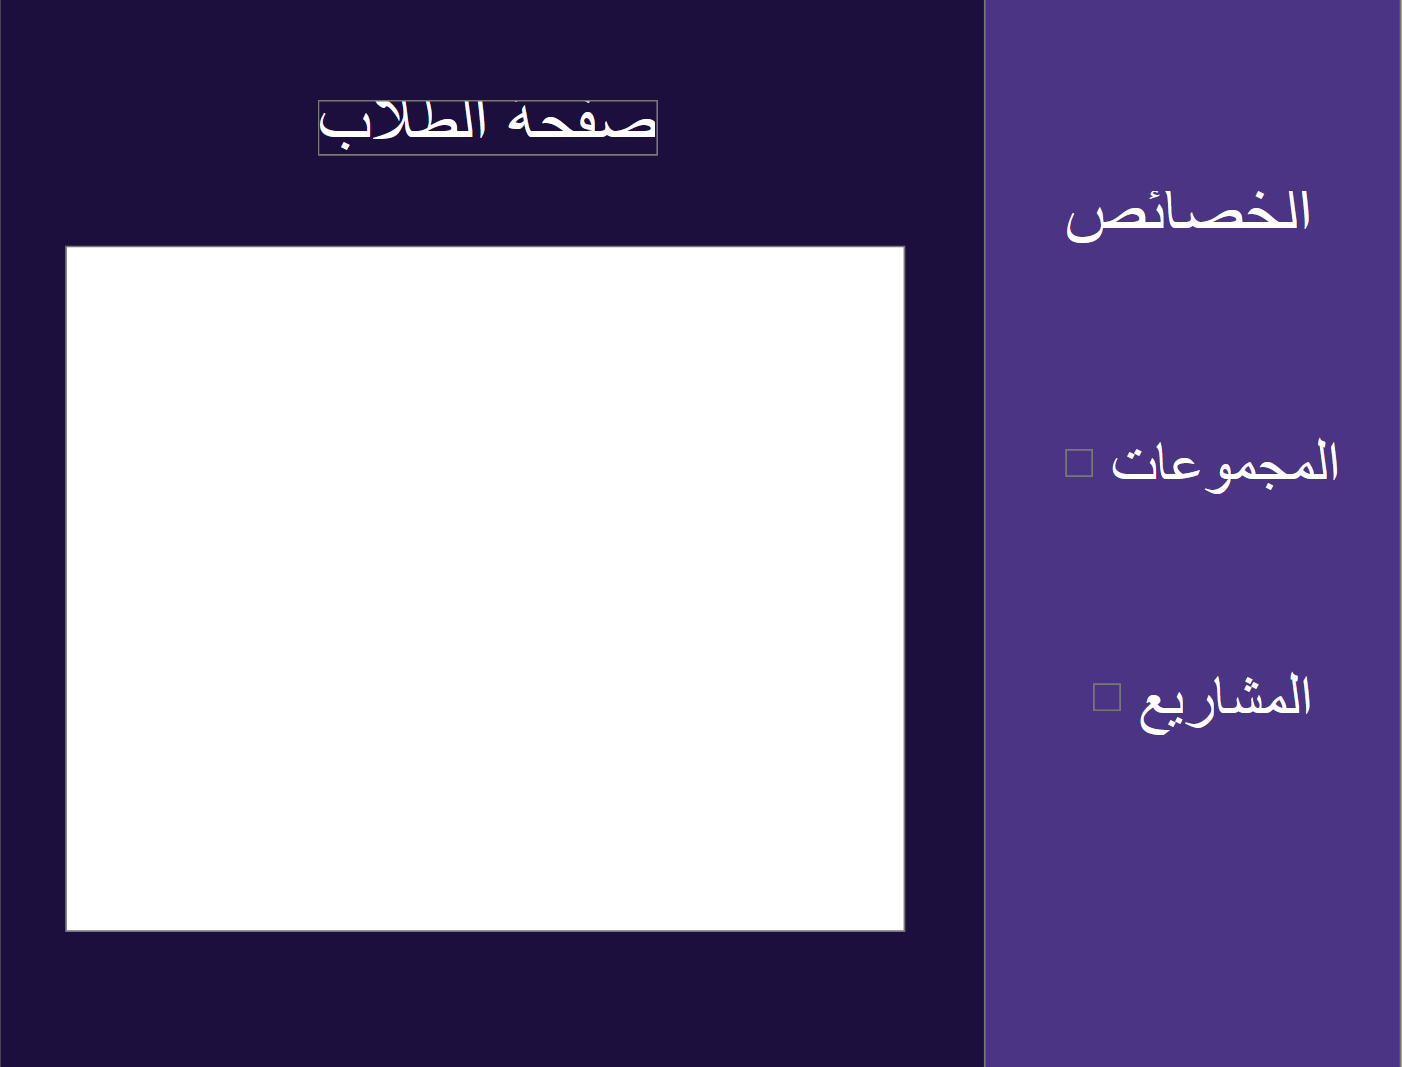 صفحة الطلاب
الخصائص
المجموعات
المشاريع